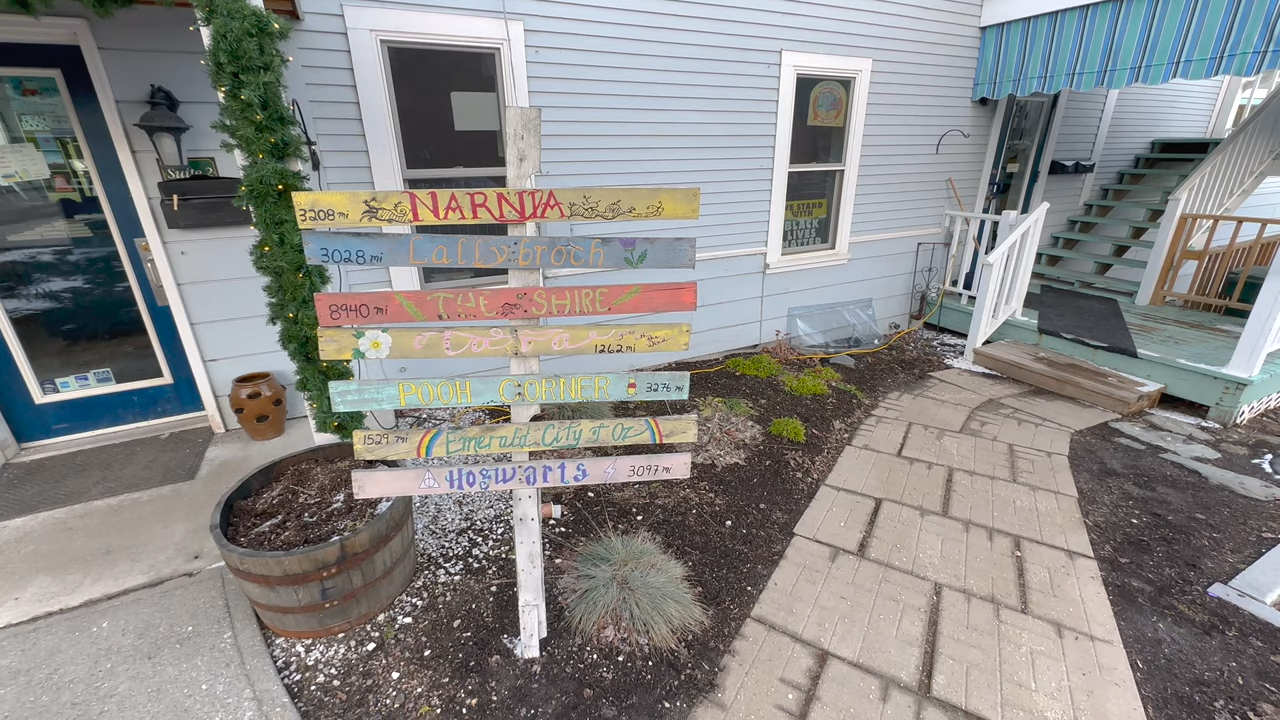 Suite 2
3208 mi NARNIA
3028 mi Lallybroch
8940 mi THE SHIRE
Tara 1262 mi
POOH CORNER 3276 mi
1529 mi Emerald City of Oz
Hogwarts 3097 mi
WE STAND
WITH
BLACK
LIVES
MATTER